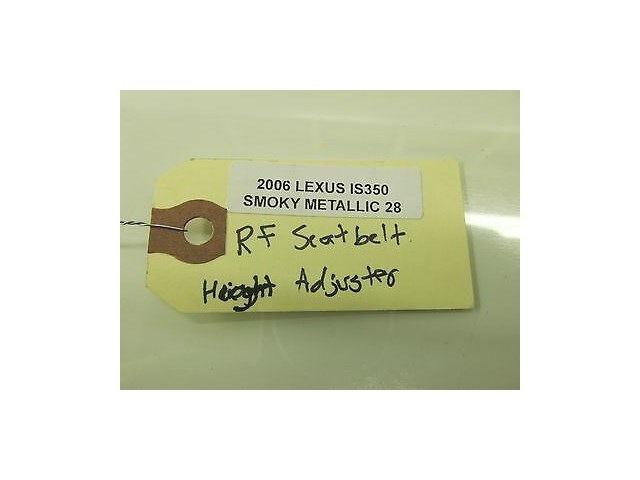 2006 LEXUS IS350
SMOKY METALLIC 28
RF Seatbelt
Height Adjuster